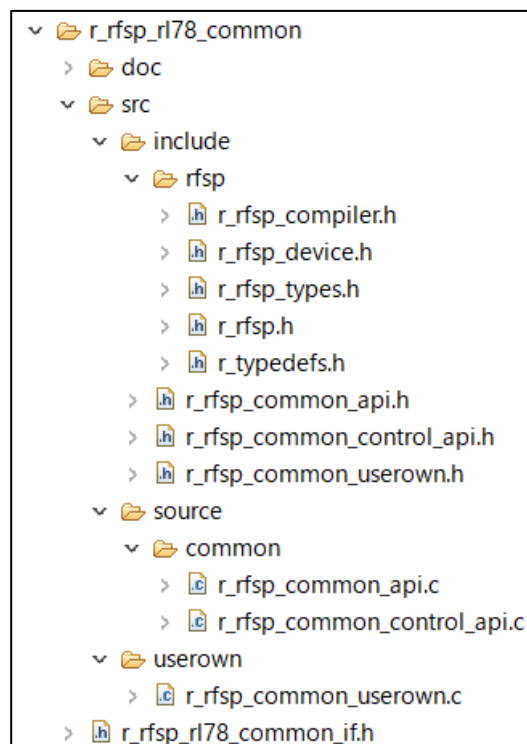 r_rfsp_rl78_common
doc
src
include
rfsp
r_rfsp_compiler.h
r_rfsp_device.h
r_rfsp_types.h
r_rfsp.h
r_typedefs.h
r_rfsp_common_api.h
r_rfsp_common_control_api.h
r_rfsp_common_userown.h
source
common
r_rfsp_common_api.c
r_rfsp_common_control_api.c
userown
r_rfsp_common_userown.c
r_rfsp_rl78_common_if.h